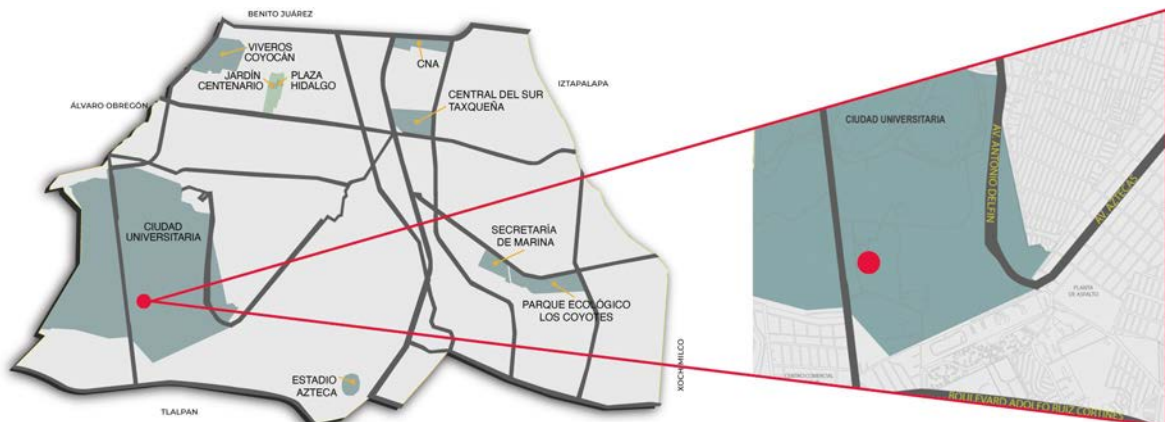 BENITO JUÁREZ
VIVEROS
COYOCÁN
JARDÍN
CENTENARIO
PLAZA
HIDALGO
CNA
IZTAPALAPA
ÁLVARO OBREGÓN
CENTRAL DEL SUR
TAXQUEÑA
CIUDAD
UNIVERSITARIA
SECRETARÍA
DE MARINA
PARQUE ECOLÓGICO
LOS COYOTES
ESTADIO
AZTECA
TLALPAN
XOCHIMILCO
CIUDAD UNIVERSITARIA
AV. ANTONIO DELFIN
AV. AZTECAS
PLANTA
DE ASFALTO
CENTRO COMERCIAL
BOULEVARD ADOLFO RUIZ CORTINES